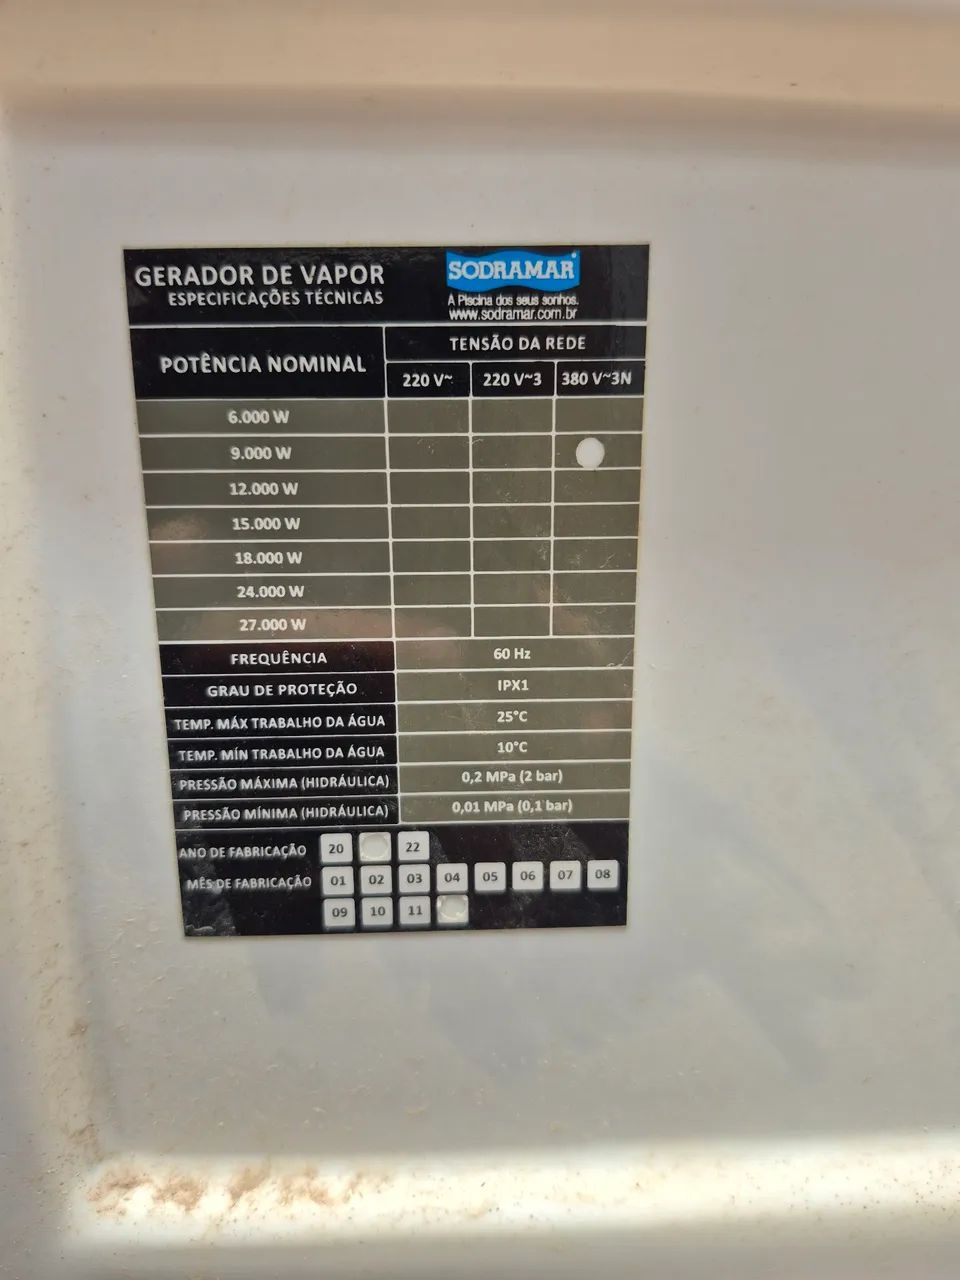 GERADOR DE VAPOR
ESPECIFICAÇÕES TÉCNICAS
SODRAMAR
A Piscina dos seus sonhos.
www.sodramar.com.br
POTÊNCIA NOMINAL
TENSÃO DA REDE
220 V~ 220 V~3 380 V~3N
6.000 W
9.000 W
12.000 W
15.000 W
18.000 W
24.000 W
27.000 W
FREQUÊNCIA 60 Hz
GRAU DE PROTEÇÃO IPX1
TEMP. MÁX TRABALHO DA ÁGUA 25°C
TEMP. MÍN TRABALHO DA ÁGUA 10°C
PRESSÃO MÁXIMA (HIDRÁULICA) 0,2 MPa (2 bar)
PRESSÃO MÍNIMA (HIDRÁULICA) 0,01 MPa (0,1 bar)
ANO DE FABRICAÇÃO 20 22
MÊS DE FABRICAÇÃO 01 02 03 04 05 06 07 08
09 10 11